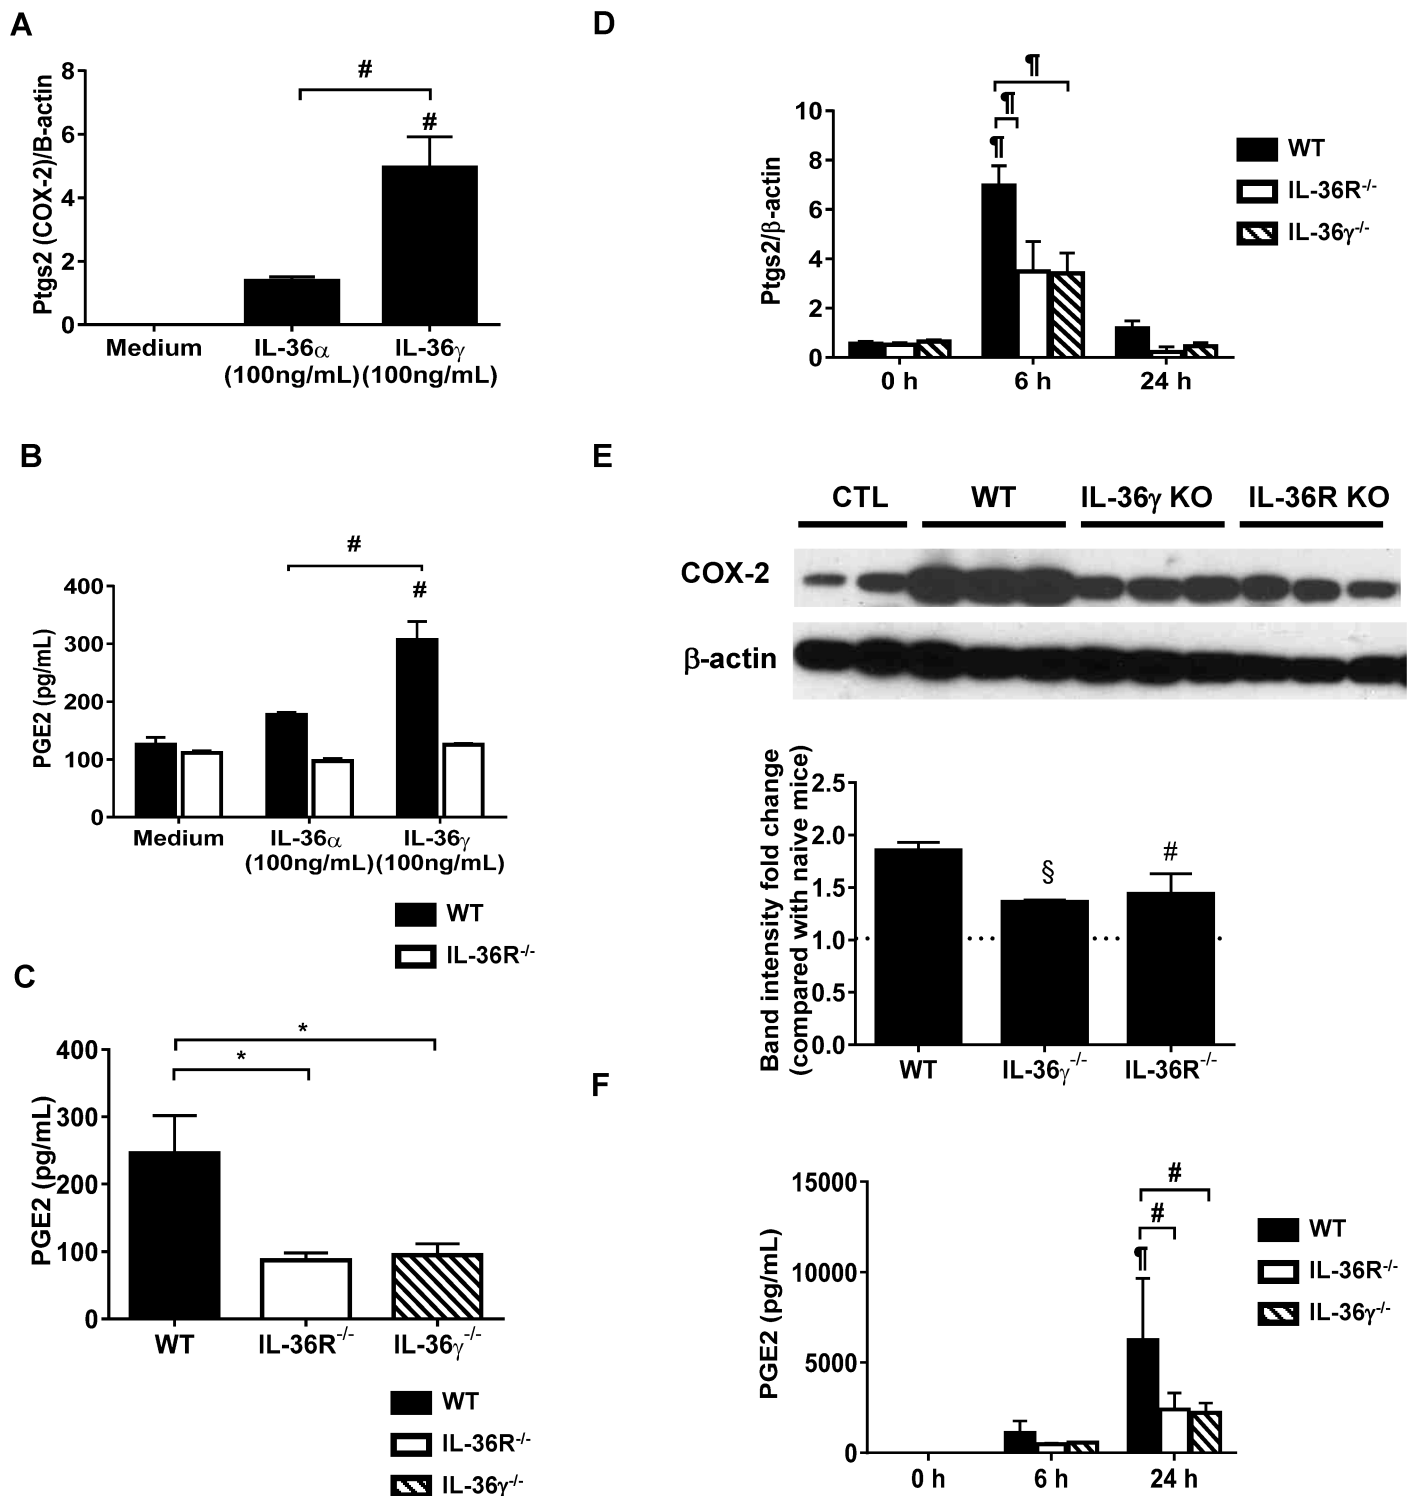 A
8
6
4
2
0
Ptgs2 (COX-2)/B-actin
#
#
Medium
IL-36α
(100ng/mL)
IL-36γ
(100ng/mL)
B
400
300
200
100
0
PGE2 (pg/mL)
#
#
Medium
IL-36α
(100ng/mL)
IL-36γ
(100ng/mL)
WT
IL-36R-/-
C
400
300
200
100
0
PGE2 (pg/mL)
*
*
WT
IL-36R-/-
IL-36γ-/-
WT
IL-36R-/-
IL-36γ-/-
D
10
8
6
4
2
0
Ptgs2/β-actin
¶
¶
¶
0 h
6 h
24 h
WT
IL-36R-/-
IL-36γ-/-
E
CTL WT IL-36γ KO IL-36R KO
COX-2
β-actin
Band intensity fold change
(compared with naive mice)
2.5
2.0
1.5
1.0
0.5
0.0
§
#
WT
IL-36γ-/-
IL-36R-/-
F
15000
10000
5000
0
PGE2 (pg/mL)
#
#
¶
0 h
6 h
24 h
WT
IL-36R-/-
IL-36γ-/-